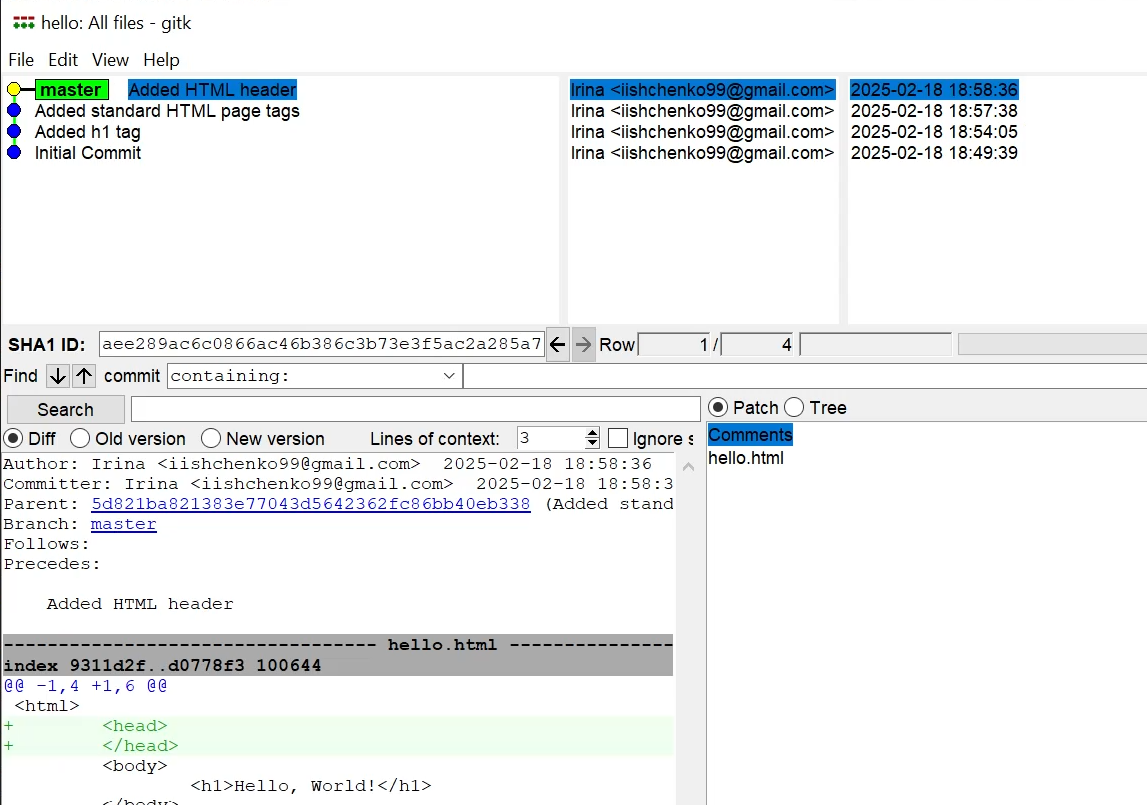 hello: All files - gitk
File Edit View Help
master Added HTML header Irina <iishchenko99@gmail.com> 2025-02-18 18:58:36
Added standard HTML page tags Irina <iishchenko99@gmail.com> 2025-02-18 18:57:38
Added h1 tag Irina <iishchenko99@gmail.com> 2025-02-18 18:54:05
Initial Commit Irina <iishchenko99@gmail.com> 2025-02-18 18:49:39
SHA1 ID: aee289ac6c0866ac46b386c3b73e3f5ac2a285a7 Row 1 / 4
Find commit containing:
Search
Patch Tree
Diff Old version New version Lines of context: 3 Ignore s
Comments
hello.html
Author: Irina <iishchenko99@gmail.com> 2025-02-18 18:58:36
Committer: Irina <iishchenko99@gmail.com> 2025-02-18 18:58:3
Parent: 5d821ba821383e77043d5642362fc86bb40eb338 (Added stand
Branch: master
Follows:
Precedes:
Added HTML header
---------------------------------- hello.html ---------------
index 9311d2f..d0778f3 100644
@@ -1,4 +1,6 @@
<html>
+ <head>
+ </head>
<body>
<h1>Hello, World!</h1>
</body>